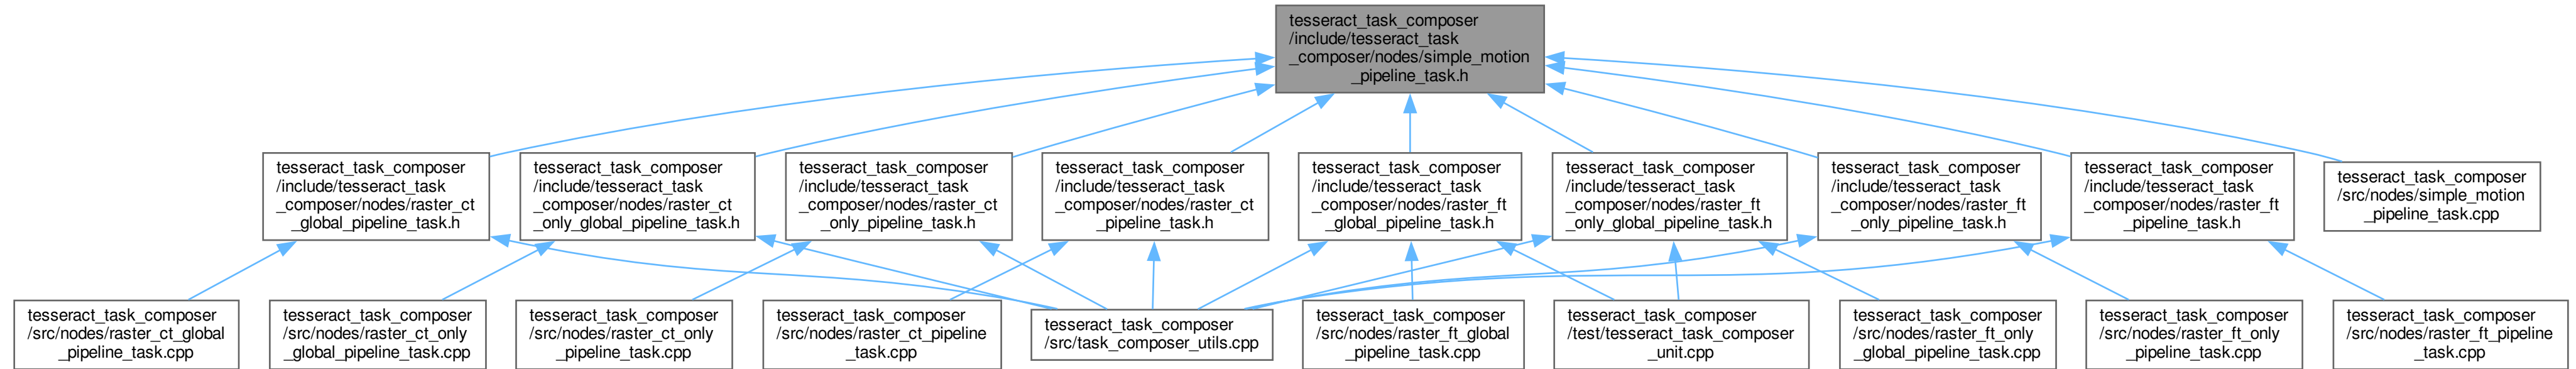 tesseract_task_composer
/include/tesseract_task
_composer/nodes/simple_motion
_pipeline_task.h
tesseract_task_composer
/include/tesseract_task
_composer/nodes/raster_ct
_global_pipeline_task.h
tesseract_task_composer
/include/tesseract_task
_composer/nodes/raster_ct
_only_global_pipeline_task.h
tesseract_task_composer
/include/tesseract_task
_composer/nodes/raster_ct
_only_pipeline_task.h
tesseract_task_composer
/include/tesseract_task
_composer/nodes/raster_ct
_pipeline_task.h
tesseract_task_composer
/include/tesseract_task
_composer/nodes/raster_ft
_global_pipeline_task.h
tesseract_task_composer
/include/tesseract_task
_composer/nodes/raster_ft
_only_global_pipeline_task.h
tesseract_task_composer
/include/tesseract_task
_composer/nodes/raster_ft
_only_pipeline_task.h
tesseract_task_composer
/include/tesseract_task
_composer/nodes/raster_ft
_pipeline_task.h
tesseract_task_composer
/src/nodes/simple_motion
_pipeline_task.cpp
tesseract_task_composer
/src/nodes/raster_ct_global
_pipeline_task.cpp
tesseract_task_composer
/src/nodes/raster_ct_only
_global_pipeline_task.cpp
tesseract_task_composer
/src/nodes/raster_ct_only
_pipeline_task.cpp
tesseract_task_composer
/src/nodes/raster_ct_pipeline
_task.cpp
tesseract_task_composer
/src/task_composer_utils.cpp
tesseract_task_composer
/src/nodes/raster_ft_global
_pipeline_task.cpp
tesseract_task_composer
/test/tesseract_task_composer
_unit.cpp
tesseract_task_composer
/src/nodes/raster_ft_only
_global_pipeline_task.cpp
tesseract_task_composer
/src/nodes/raster_ft_only
_pipeline_task.cpp
tesseract_task_composer
/src/nodes/raster_ft_pipeline
_task.cpp